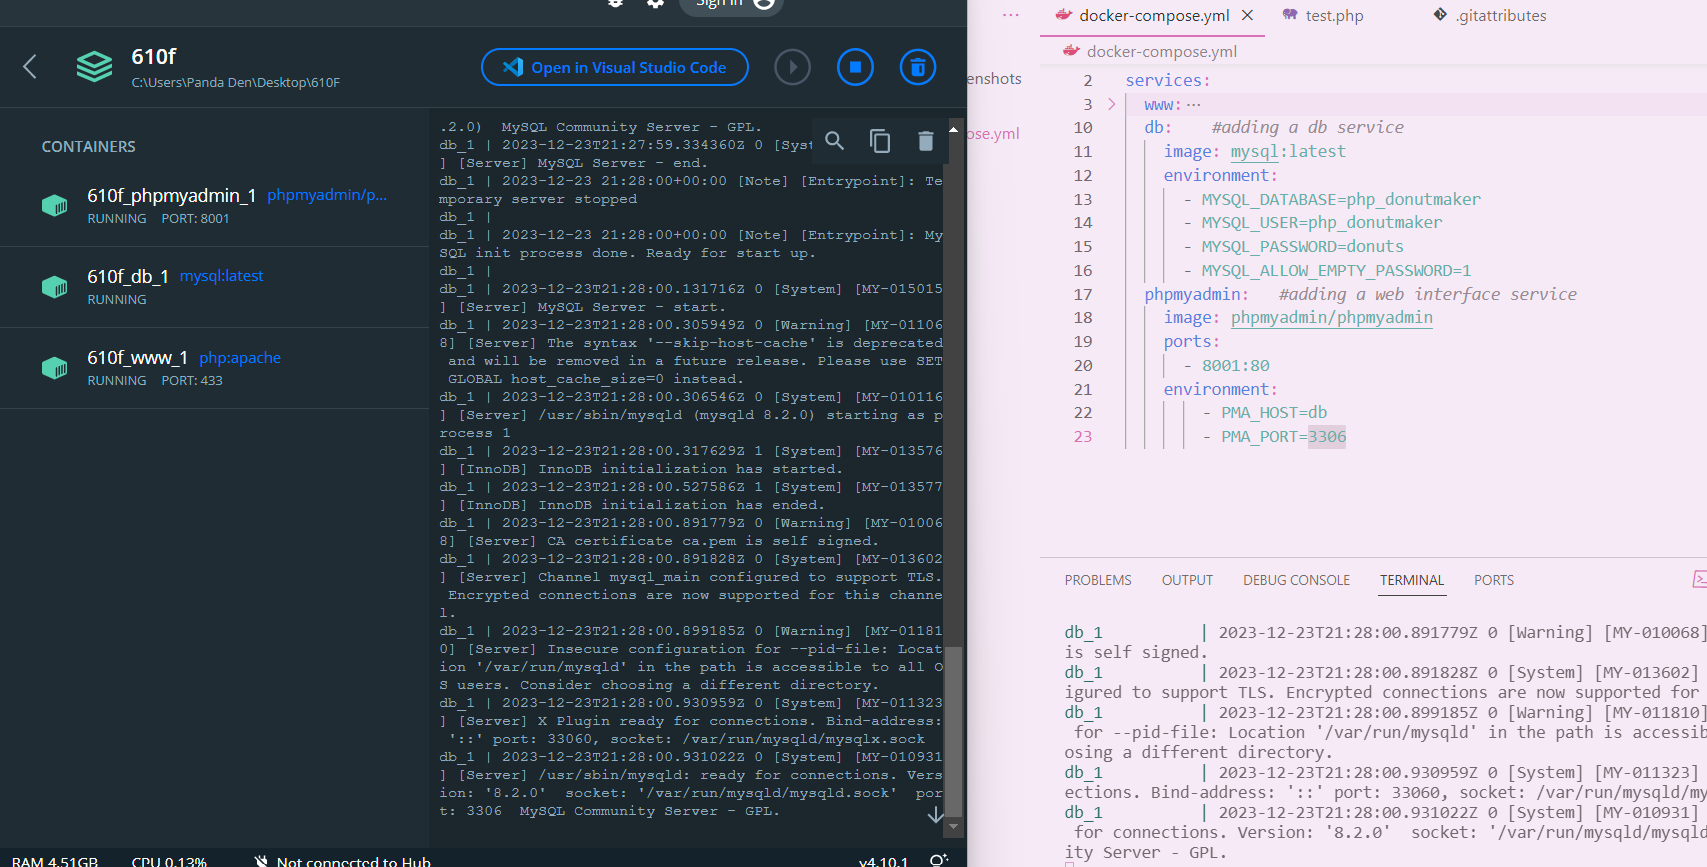 Sign in
610f
C:\Users\Panda Den\Desktop\610F
Open in Visual Studio Code
CONTAINERS
610f_phpmyadmin_1 phpmyadmin/p...
RUNNING PORT: 8001
610f_db_1 mysql:latest
RUNNING
610f_www_1 php:apache
RUNNING PORT: 433
.2.0)  MySQL Community Server - GPL.
db_1 | 2023-12-23T21:27:59.334360Z 0 [Syst
] [Server] MySQL Server - end.
db_1 | 2023-12-23 21:28:00+00:00 [Note] [Entrypoint]: Te
mporary server stopped
db_1 |
db_1 | 2023-12-23 21:28:00+00:00 [Note] [Entrypoint]: My
SQL init process done. Ready for start up.
db_1 |
db_1 | 2023-12-23T21:28:00.131716Z 0 [System] [MY-015015
] [Server] MySQL Server - start.
db_1 | 2023-12-23T21:28:00.305949Z 0 [Warning] [MY-01106
8] [Server] The syntax '--skip-host-cache' is deprecated
and will be removed in a future release. Please use SET
GLOBAL host_cache_size=0 instead.
db_1 | 2023-12-23T21:28:00.306546Z 0 [System] [MY-010116
] [Server] /usr/sbin/mysqld (mysqld 8.2.0) starting as p
rocess 1
db_1 | 2023-12-23T21:28:00.317629Z 1 [System] [MY-013576
] [InnoDB] InnoDB initialization has started.
db_1 | 2023-12-23T21:28:00.527586Z 1 [System] [MY-013577
] [InnoDB] InnoDB initialization has ended.
db_1 | 2023-12-23T21:28:00.891779Z 0 [Warning] [MY-01006
8] [Server] CA certificate ca.pem is self signed.
db_1 | 2023-12-23T21:28:00.891828Z 0 [System] [MY-013602
] [Server] Channel mysql_main configured to support TLS.
Encrypted connections are now supported for this channe
l.
db_1 | 2023-12-23T21:28:00.899185Z 0 [Warning] [MY-01181
0] [Server] Insecure configuration for --pid-file: Locat
ion '/var/run/mysqld' in the path is accessible to all O
S users. Consider choosing a different directory.
db_1 | 2023-12-23T21:28:00.930959Z 0 [System] [MY-011323
] [Server] X Plugin ready for connections. Bind-address:
'::' port: 33060, socket: /var/run/mysqld/mysqlx.sock
db_1 | 2023-12-23T21:28:00.931022Z 0 [System] [MY-010931
] [Server] /usr/sbin/mysqld: ready for connections. Vers
ion: '8.2.0'  socket: '/var/run/mysqld/mysqld.sock'  por
t: 3306  MySQL Community Server - GPL.
RAM 4.51GB CPU 0.13% Not connected to Hub v4.10.1
enshots
ose.yml
docker-compose.yml test.php .gitattributes
docker-compose.yml
2 services:
3 www: ...
10 db: #adding a db service
11 image: mysql:latest
12 environment:
13 - MYSQL_DATABASE=php_donutmaker
14 - MYSQL_USER=php_donutmaker
15 - MYSQL_PASSWORD=donuts
16 - MYSQL_ALLOW_EMPTY_PASSWORD=1
17 phpmyadmin: #adding a web interface service
18 image: phpmyadmin/phpmyadmin
19 ports:
20 - 8001:80
21 environment:
22 - PMA_HOST=db
23 - PMA_PORT=3306
PROBLEMS OUTPUT DEBUG CONSOLE TERMINAL PORTS
db_1 | 2023-12-23T21:28:00.891779Z 0 [Warning] [MY-010068]
is self signed.
db_1 | 2023-12-23T21:28:00.891828Z 0 [System] [MY-013602]
igured to support TLS. Encrypted connections are now supported for
db_1 | 2023-12-23T21:28:00.899185Z 0 [Warning] [MY-011810]
for --pid-file: Location '/var/run/mysqld' in the path is accessib
osing a different directory.
db_1 | 2023-12-23T21:28:00.930959Z 0 [System] [MY-011323]
ections. Bind-address: '::' port: 33060, socket: /var/run/mysqld/my
db_1 | 2023-12-23T21:28:00.931022Z 0 [System] [MY-010931]
for connections. Version: '8.2.0'  socket: '/var/run/mysqld/mysqld
ity Server - GPL.